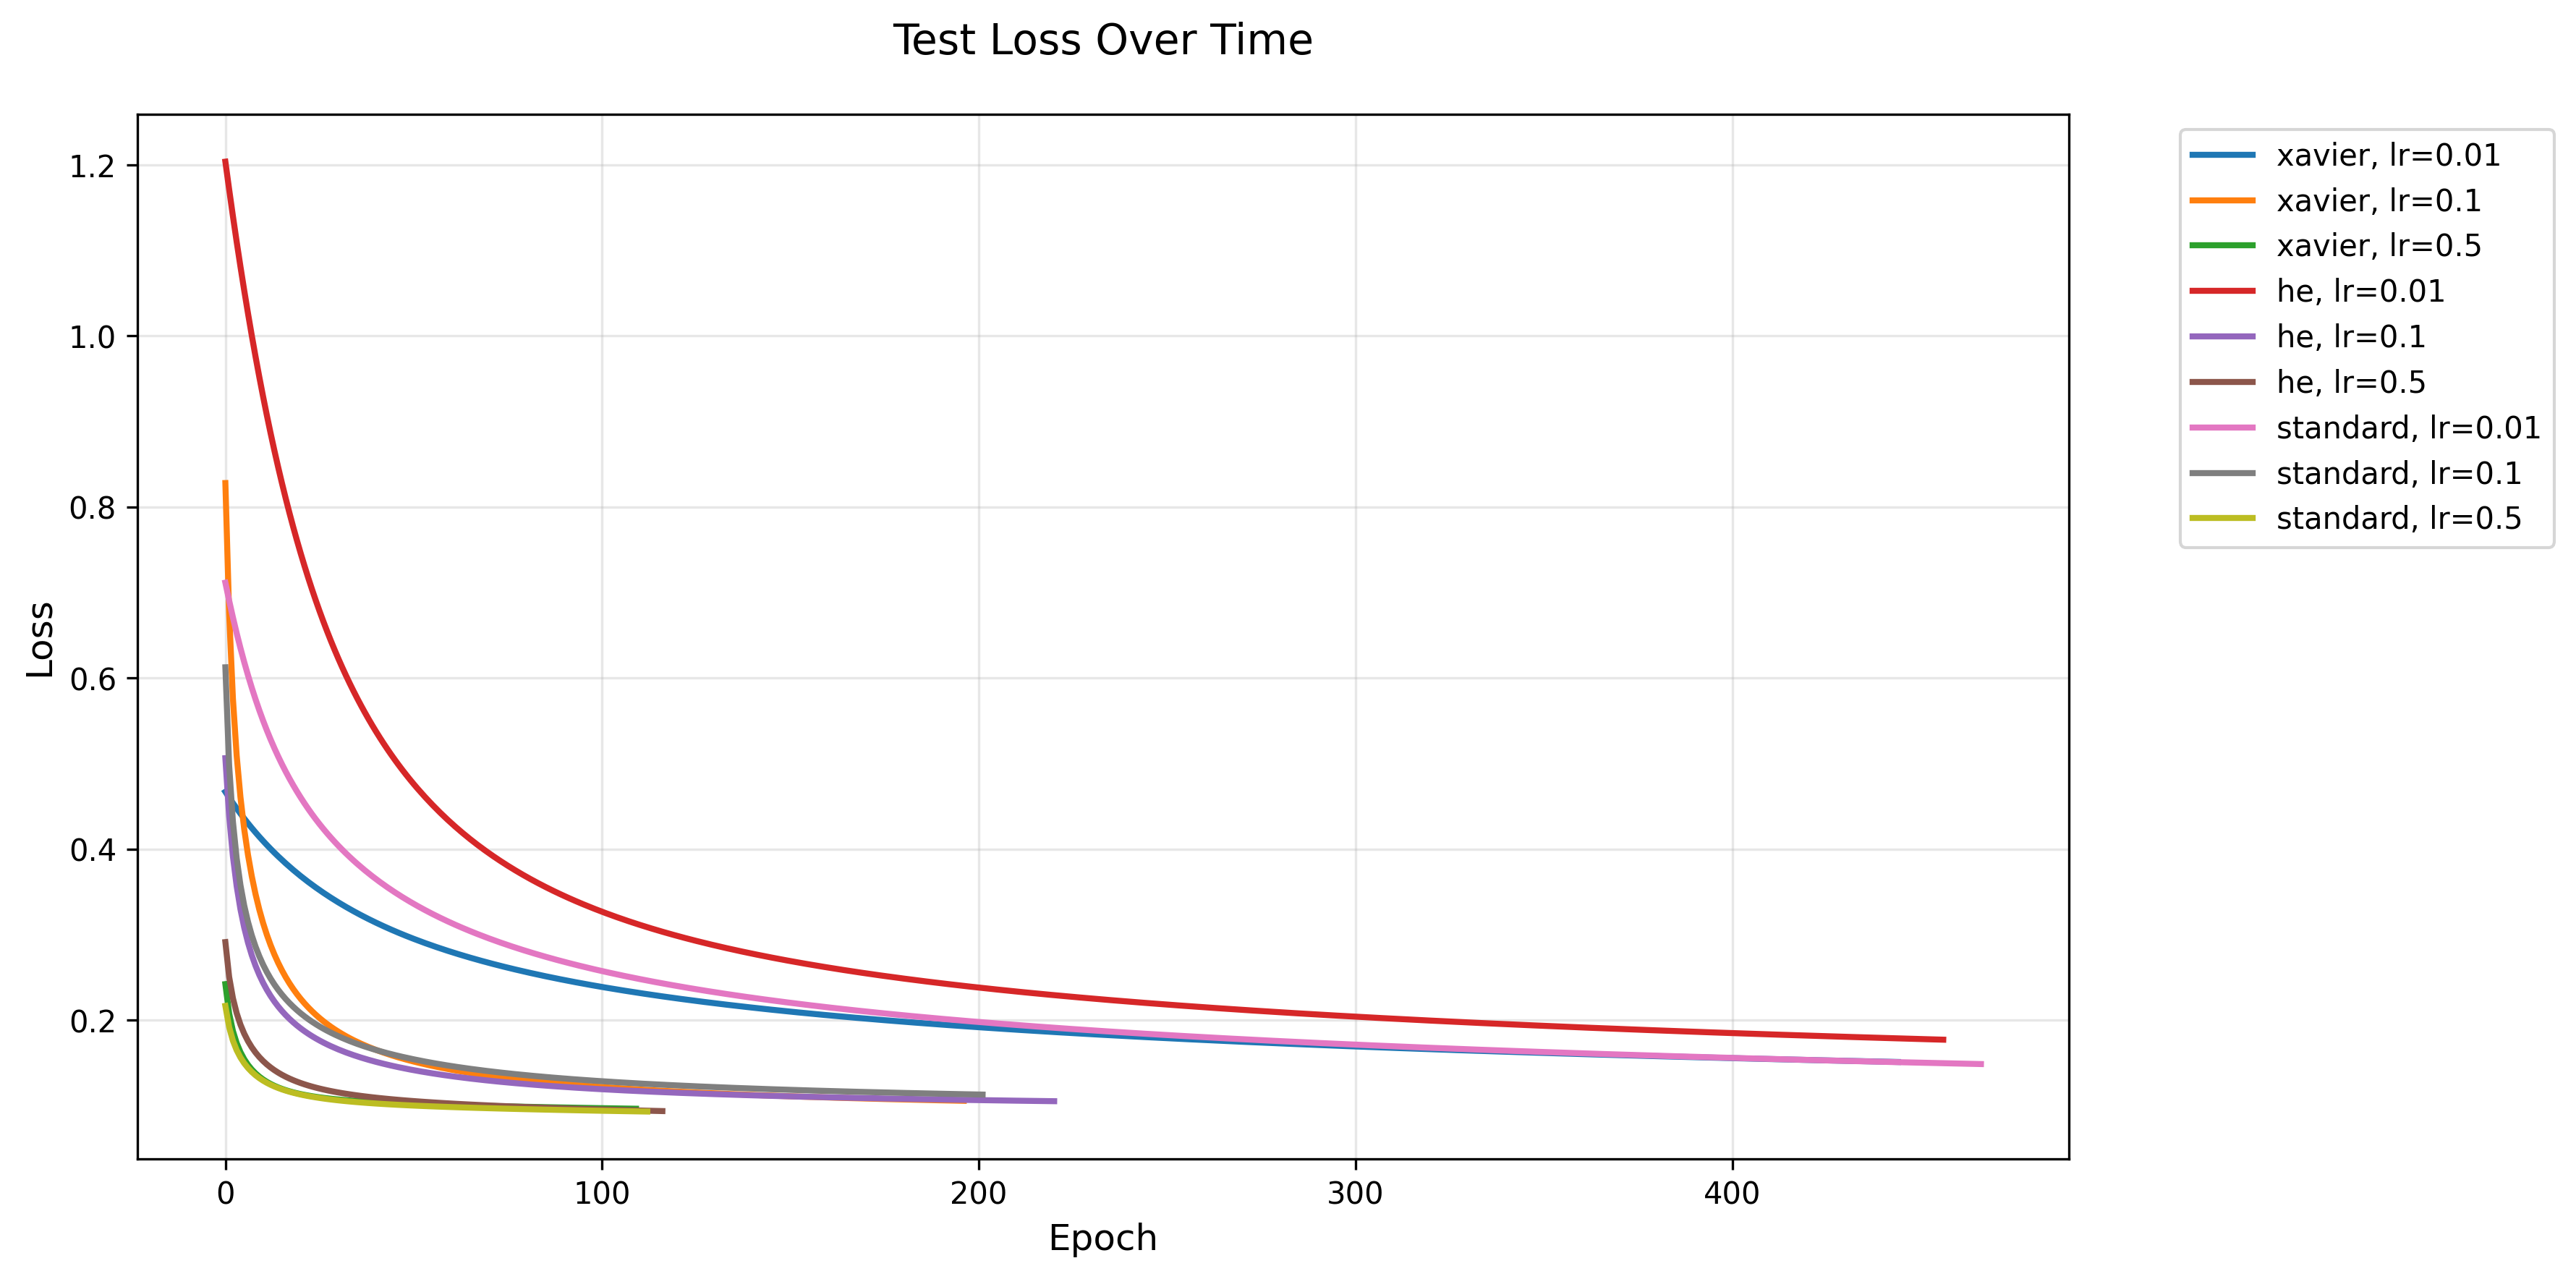 Test Loss Over Time
1.2
1.0
0.8
0.6
0.4
0.2
Loss
0 100 200 300 400
Epoch
xavier, lr=0.01
xavier, lr=0.1
xavier, lr=0.5
he, lr=0.01
he, lr=0.1
he, lr=0.5
standard, lr=0.01
standard, lr=0.1
standard, lr=0.5